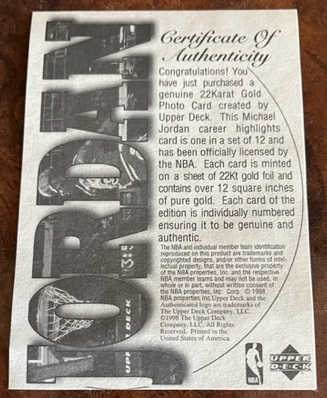 JORDAN
Certificate Of
Authenticity
Congratulations! You
have just purchased a
genuine 22Karat Gold
Photo Card created by
Upper Deck. This Michael
Jordan career highlights
card is one in a set of 12 and
has been officially licensed by
the NBA. Each card is minted
on a sheet of 22Kt gold foil and
contains over 12 square inches
of pure gold. Each card of the
edition is individually numbered
ensuring it to be genuine and
authentic.
The NBA and individual member team identification
reproduced on this product are trademarks and
copyrighted designs, and/or other forms of intel-
lectual property, that are the exclusive property
of the NBA properties, Inc. and the respective
NBA member teams and may not be used, in
whole or in part, without written consent of
the NBA properties, Inc. Corp. © 1998
NBA properties Inc. Upper Deck and the
Authenticated logo are trademarks of
The Upper Deck Company, LLC.
©1998 The Upper Deck
Company, LLC. All Rights
Reserved. Printed in the
United States of America.
NBA
UPPER
DECK